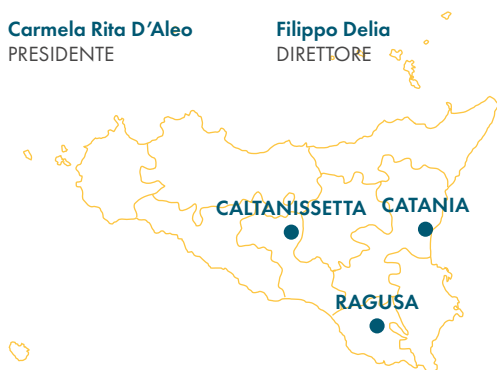 Carmela Rita D'Aleo
PRESIDENTE
Filippo Delia
DIRETTORE
CALTANISSETTA
CATANIA
RAGUSA